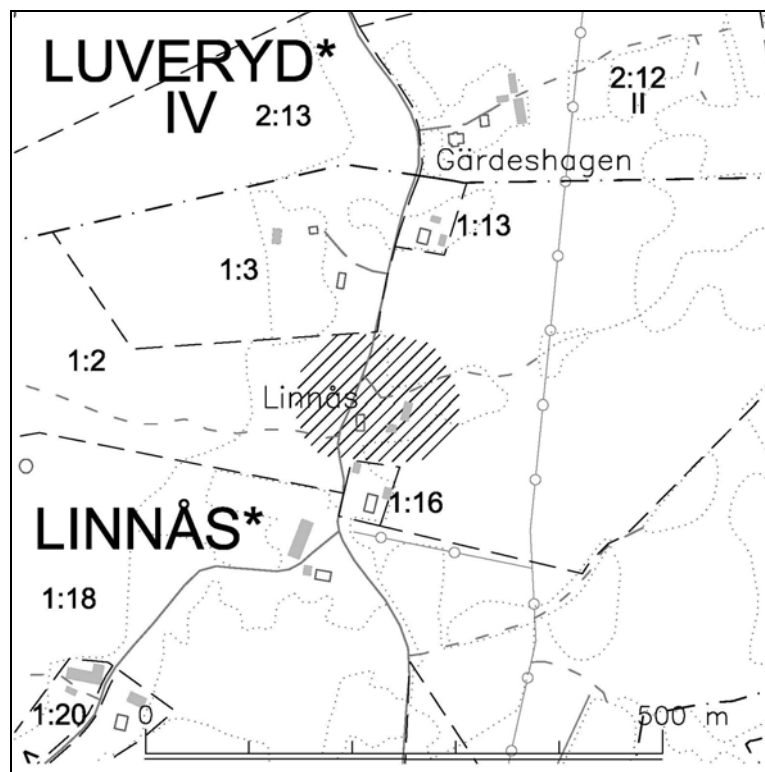 LUVERYD*
IV
2:13
2:12
II
Gärdeshagen
1:13
1:3
1:2
Linnås
1:16
LINNÅS*
1:18
1:20
0
500 m